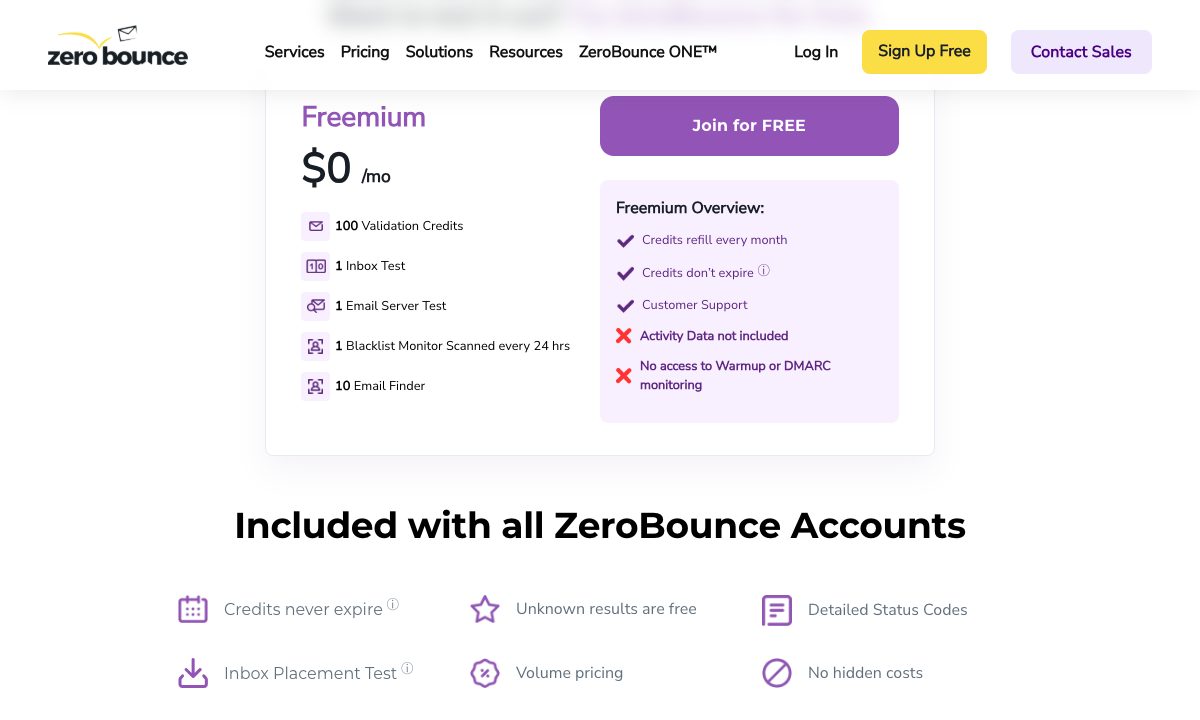 zero bounce
Services Pricing Solutions Resources ZeroBounce ONE™ Log In Sign Up Free Contact Sales
Freemium
$0 /mo
100 Validation Credits
1 Inbox Test
1 Email Server Test
1 Blacklist Monitor Scanned every 24 hrs
10 Email Finder
Join for FREE
Freemium Overview:
Credits refill every month
Credits don’t expire ⓘ
Customer Support
Activity Data not included
No access to Warmup or DMARC
monitoring
Included with all ZeroBounce Accounts
Credits never expire ⓘ
Unknown results are free
Detailed Status Codes
Inbox Placement Test ⓘ
Volume pricing
No hidden costs